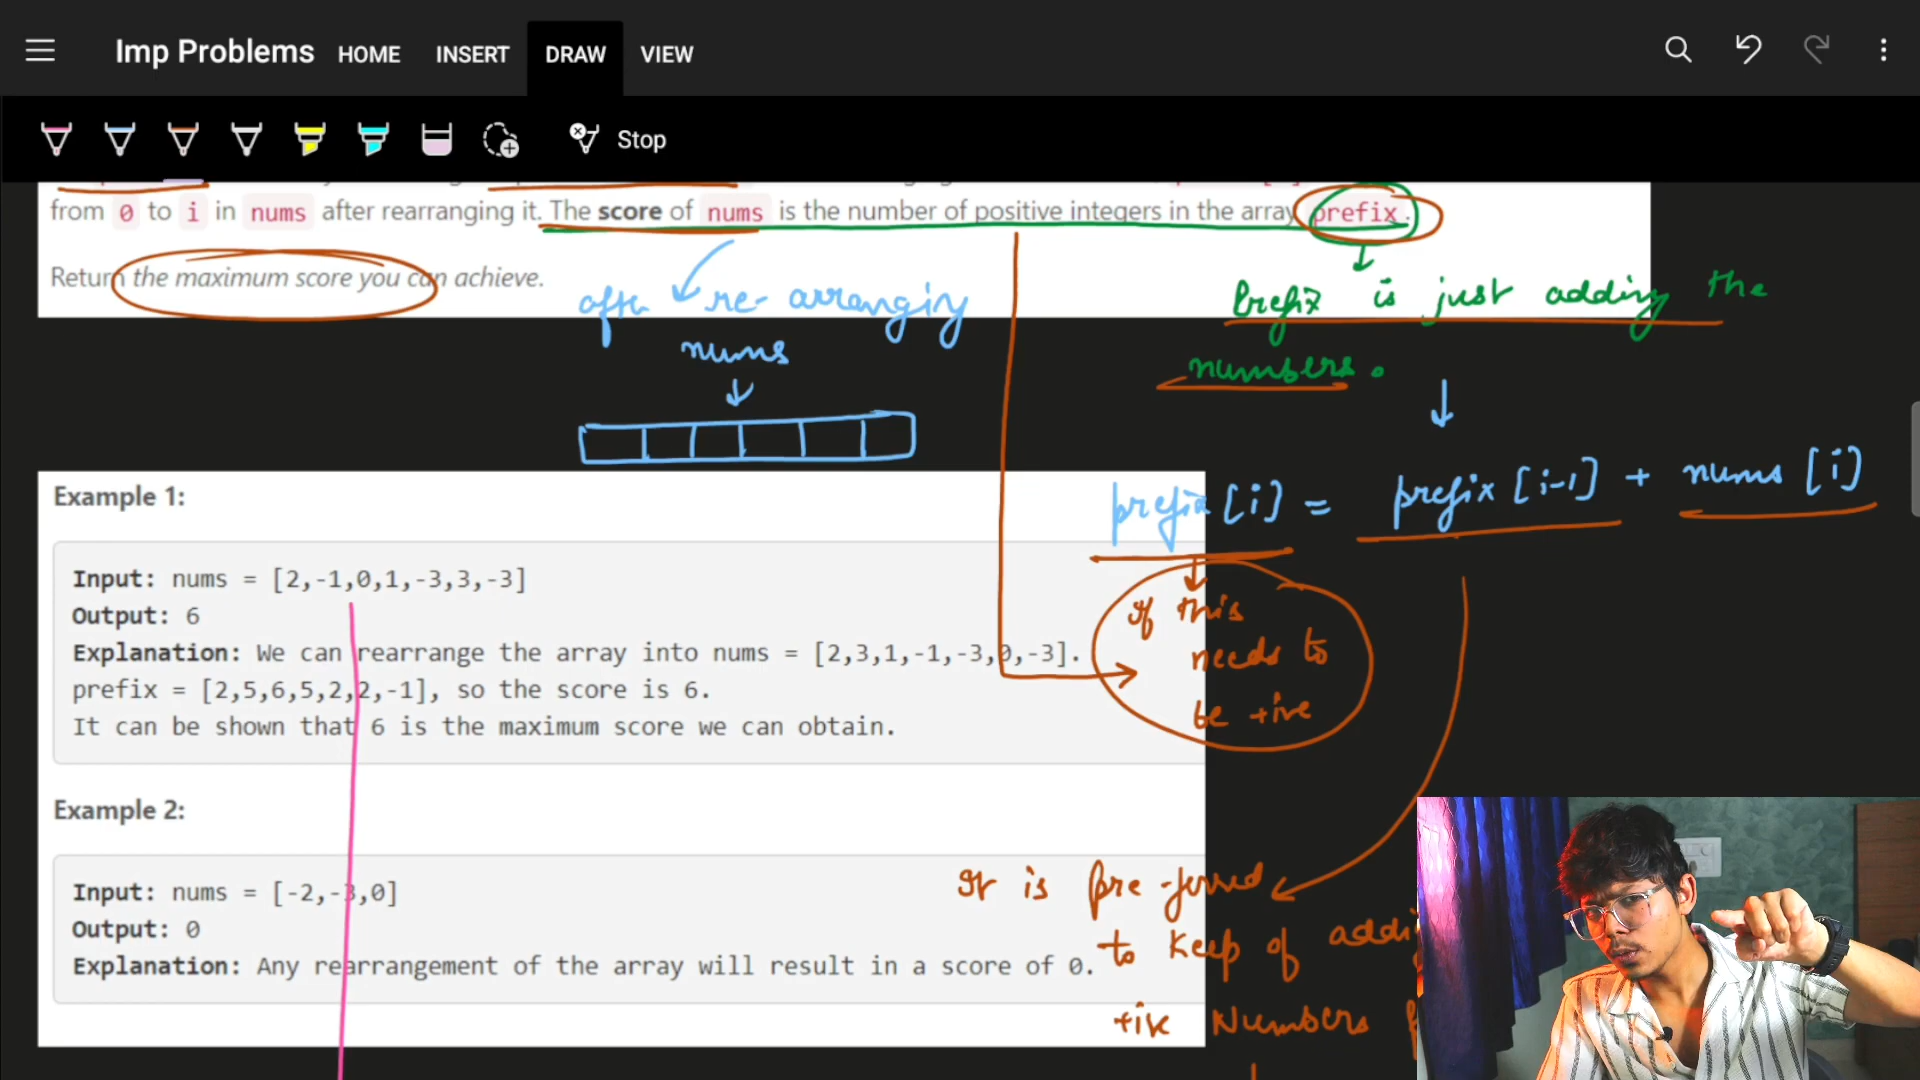 Imp Problems HOME INSERT DRAW VIEW
Stop
from 0 to i in nums after rearranging it. The score of nums is the number of positive integers in the array prefix.
Return the maximum score you can achieve.
after re-arranging
nums
Prefix is just adding the
numbers.
prefix[i] = prefix[i-1] + nums[i]
Example 1:
Input: nums = [2,-1,0,1,-3,3,-3]
Output: 6
Explanation: We can rearrange the array into nums = [2,3,1,-1,-3,0,-3].
prefix = [2,5,6,5,2,2,-1], so the score is 6.
It can be shown that 6 is the maximum score we can obtain.
if this
needs to
be +ive
Example 2:
Input: nums = [-2,-3,0]
Output: 0
Explanation: Any rearrangement of the array will result in a score of 0.
It is pre-ferred
to keep of addi
+ive Numbers